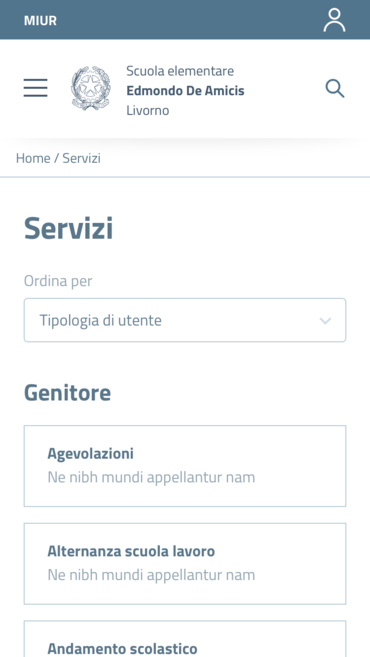 MIUR
Scuola elementare
Edmondo De Amicis
Livorno
Home / Servizi
Servizi
Ordina per
Tipologia di utente
Genitore
Agevolazioni
Ne nibh mundi appellantur nam
Alternanza scuola lavoro
Ne nibh mundi appellantur nam
Andamento scolastico